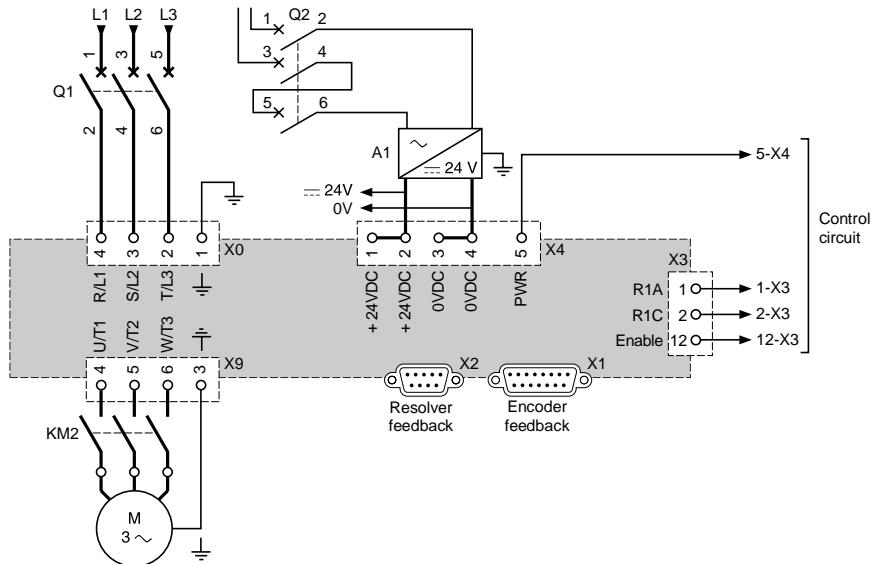 L1 L2 L3
1 3 5
Q1
2 4 6
1 Q2 2
3 4
5 6
A1
24 V
24V
0V
5-X4
Control
circuit
4 3 2 1 X0
R/L1 S/L2 T/L3
1 2 3 4 5 X4
+ 24VDC + 24VDC 0VDC 0VDC PWR
X3
R1A 1 1-X3
R1C 2 2-X3
Enable 12 12-X3
U/T1 V/T2 W/T3
4 5 6 3 X9
X2 X1
Resolver
feedback
Encoder
feedback
KM2
M
3